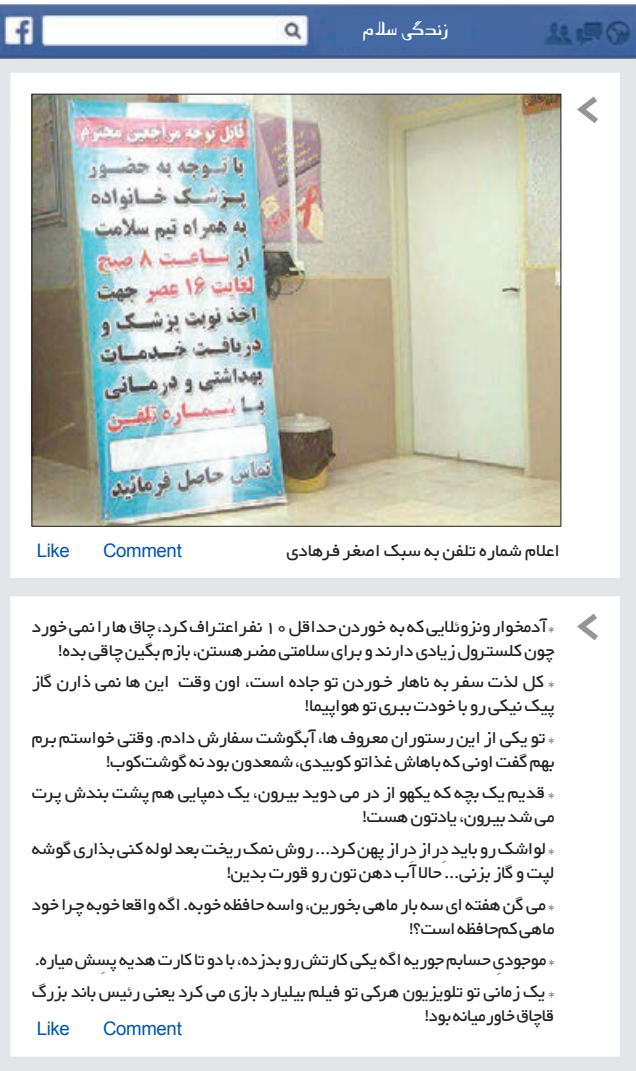 زندگی سلام
قابل توجه مراجعین محترم
با توجه به حضور
پزشک خانواده
به همراه تیم سلامت
از ساعت ۸ صبح
لغایت ۱۶ عصر جهت
اخذ نوبت پزشک و
دریافت خدمات
بهداشتی و درمانی
با شماره تلفن
تماس حاصل فرمائید
اعلام شماره تلفن به سبک اصغر فرهادی
Like Comment
* آدمخوار ونزوئلایی که به خوردن حداقل ۱۰ نفر اعتراف کرد، چاق ها را نمی خورد
چون کلسترول زیادی دارند و برای سلامتی مضر هستن، بازم بگین چاقی بده!
* کل لذت سفر به ناهار خوردن تو جاده است، اون وقت این ها نمی ذارن گاز
پیک نیکی رو با خودت ببری تو هواپیما!
* تو یکی از این رستوران معروف ها، آبگوشت سفارش دادم. وقتی خواستم برم
بهم گفت اونی که باهاش غذاتو کوبیدی، شمعدون بود نه گوشت‌کوب!
* قدیم یک بچه که یکهو از در می دوید بیرون، یک دمپایی هم پشت بندش پرت
می شد بیرون، یادتون هست!
* لواشک رو باید دِراز دِراز پهن کرد... روش نمک ریخت بعد لوله کنی بذاری گوشه
لپت و گاز بزنی... حالا آب دهن تون رو قورت بدین!
* می گن هفته ای سه بار ماهی بخورین، واسه حافظه خوبه. اگه واقعا خوبه چرا خود
ماهی کم‌حافظه است؟!
* موجودیِ حسابم جوریه اگه یکی کارتش رو بدزده، با دو تا کارت هدیه پسِش میاره.
* یک زمانی تو تلویزیون هرکی تو فیلم بیلیارد بازی می کرد یعنی رئیس باند بزرگ
قاچاق خاورمیانه بود!
Like Comment